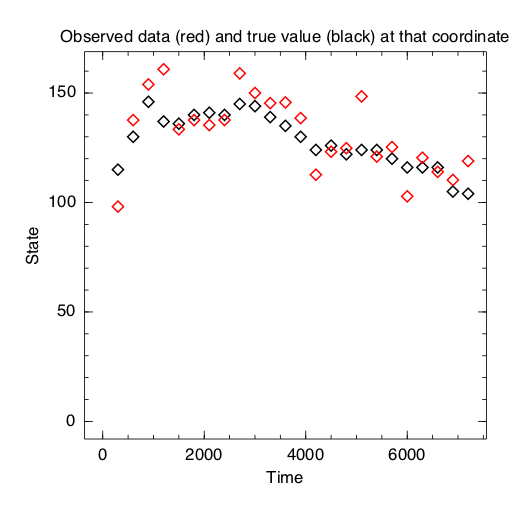 Observed data (red) and true value (black) at that coordinate
150
100
50
0
State
0 2000 4000 6000
Time